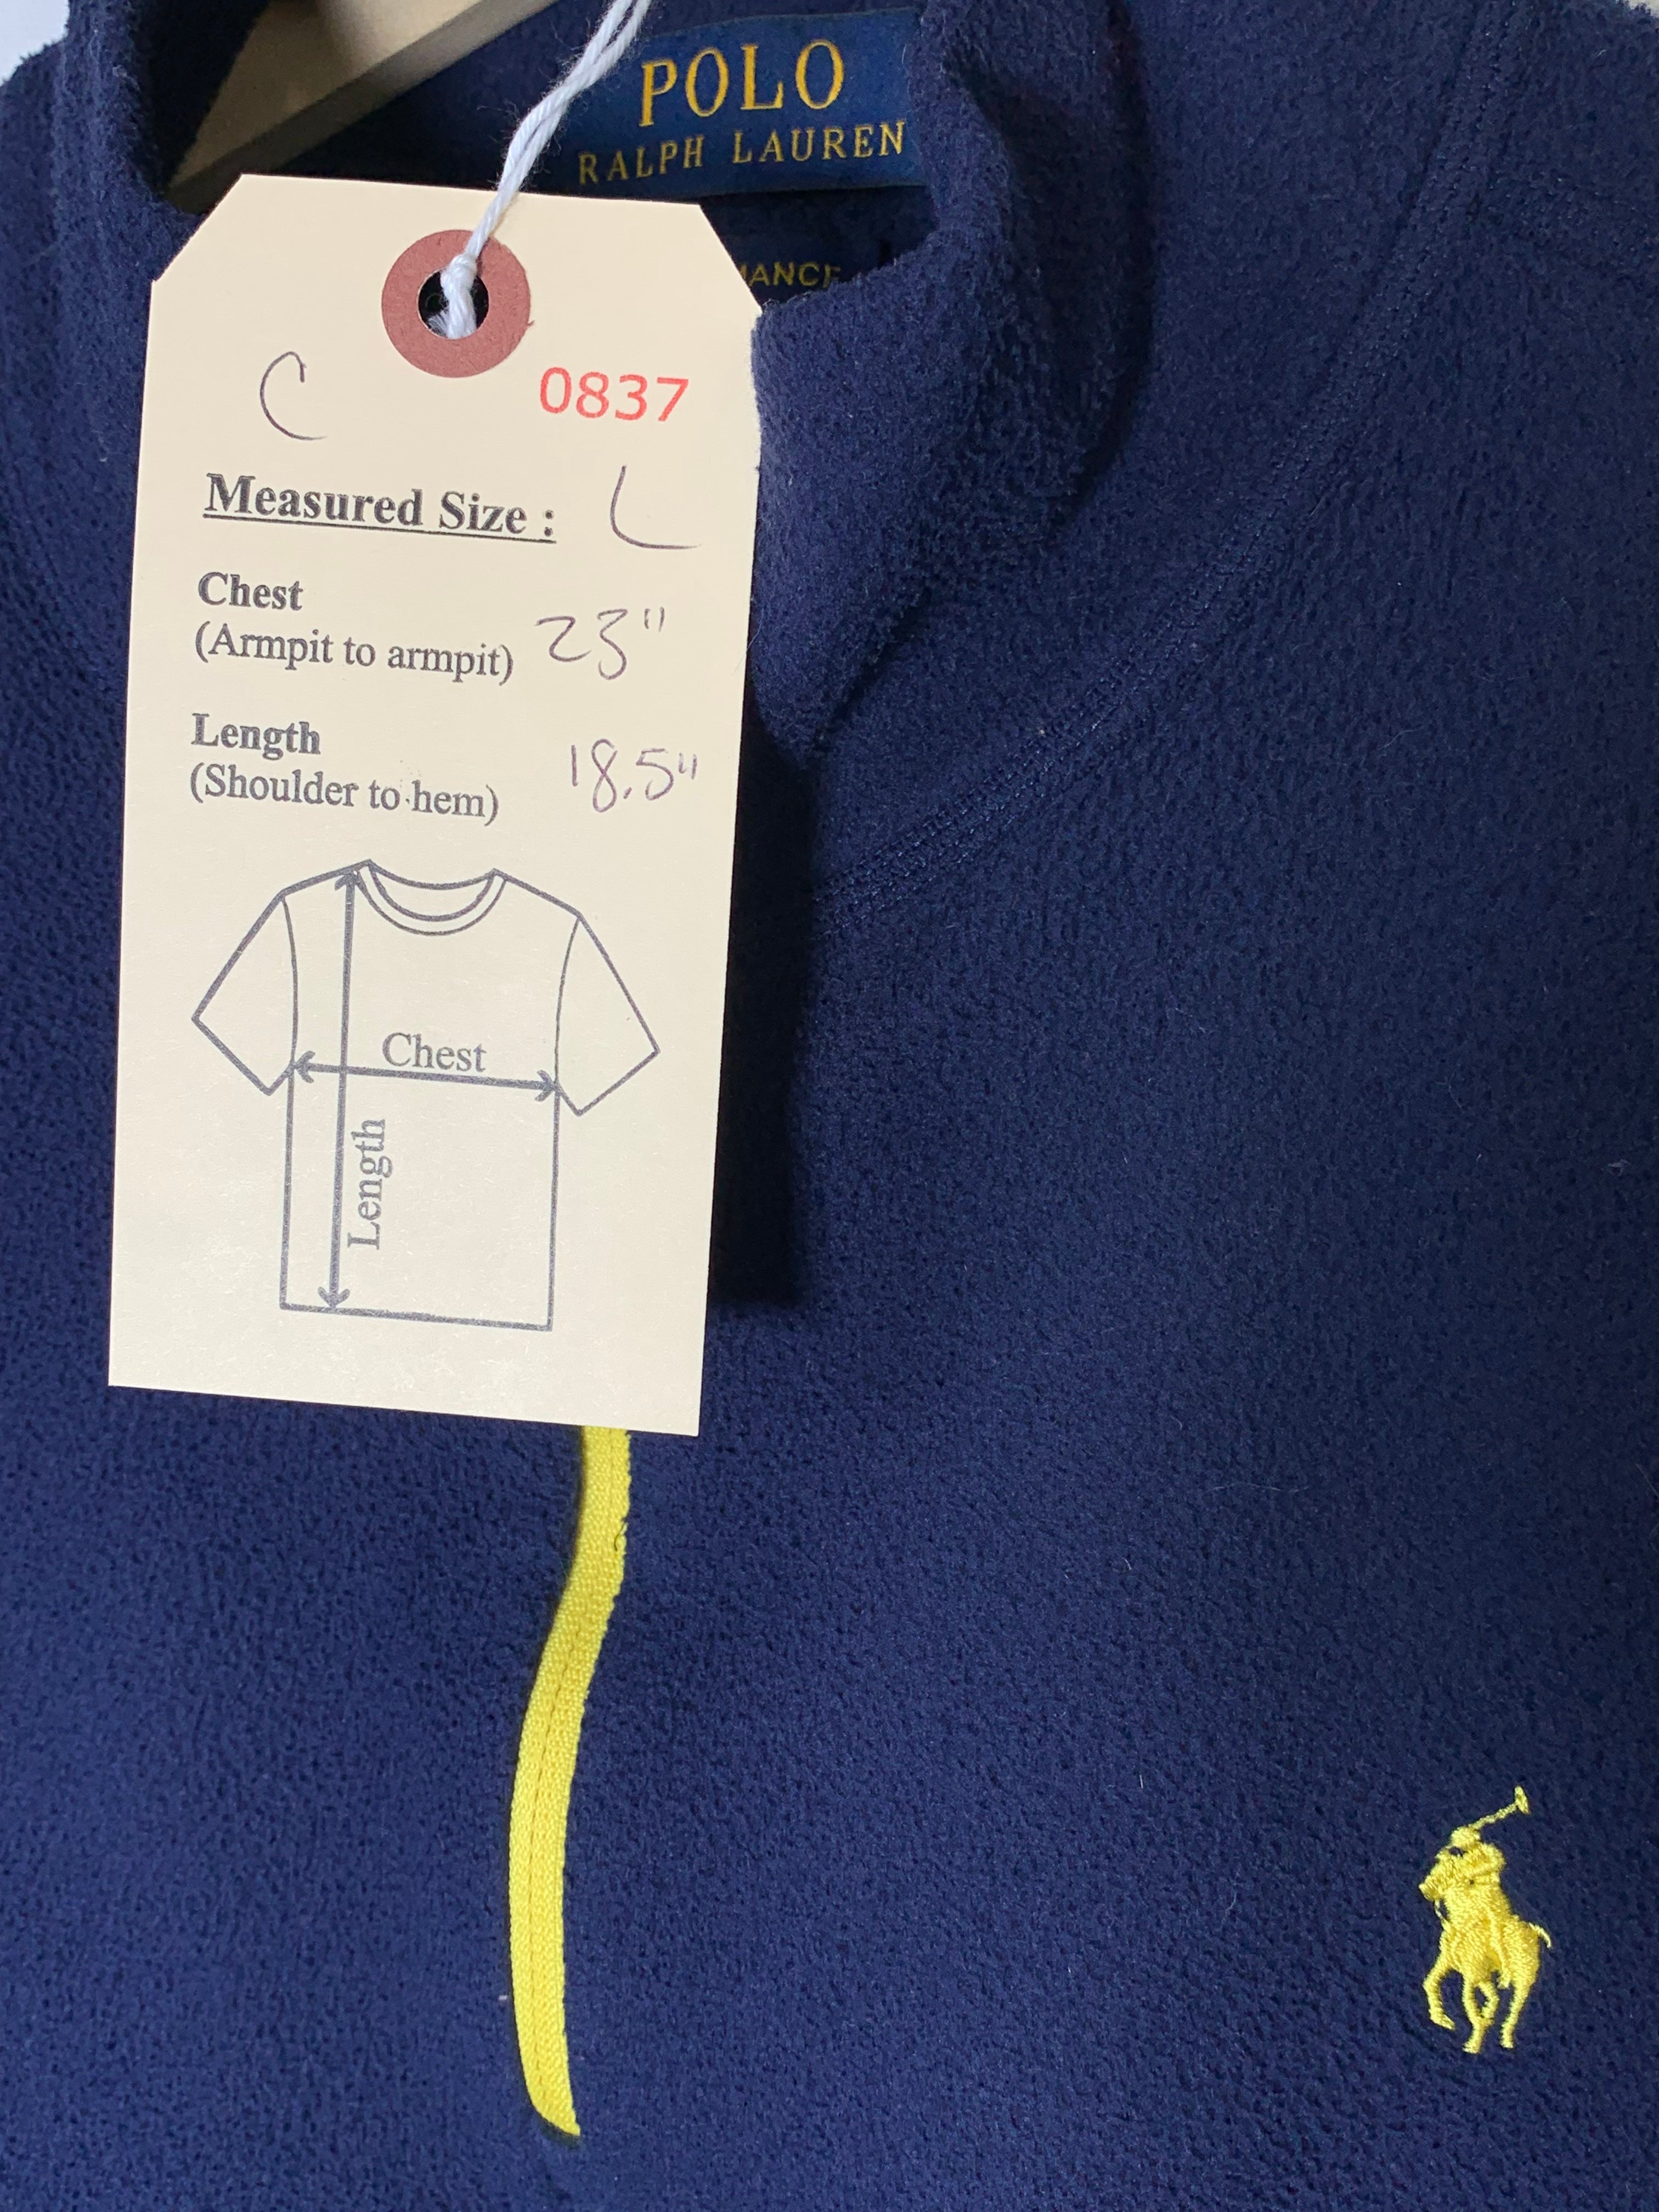 POLO
RALPH LAUREN
C
0837
Measured Size : L
Chest
(Armpit to armpit) 23"
Length
(Shoulder to hem) 18.5"
Chest
Length